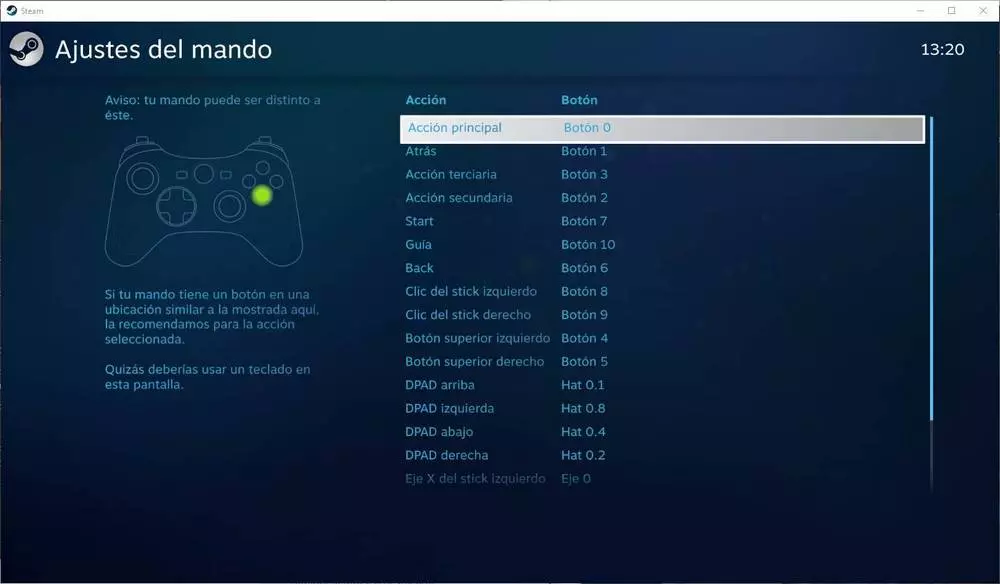 Steam
Ajustes del mando
13:20
Aviso: tu mando puede ser distinto a
éste.
Si tu mando tiene un botón en una
ubicación similar a la mostrada aquí,
la recomendamos para la acción
seleccionada.
Quizás deberías usar un teclado en
esta pantalla.
Acción Botón
Acción principal Botón 0
Atrás Botón 1
Acción terciaria Botón 3
Acción secundaria Botón 2
Start Botón 7
Guía Botón 10
Back Botón 6
Clic del stick izquierdo Botón 8
Clic del stick derecho Botón 9
Botón superior izquierdo Botón 4
Botón superior derecho Botón 5
DPAD arriba Hat 0.1
DPAD izquierda Hat 0.8
DPAD abajo Hat 0.4
DPAD derecha Hat 0.2
Eje X del stick izquierdo Eje 0